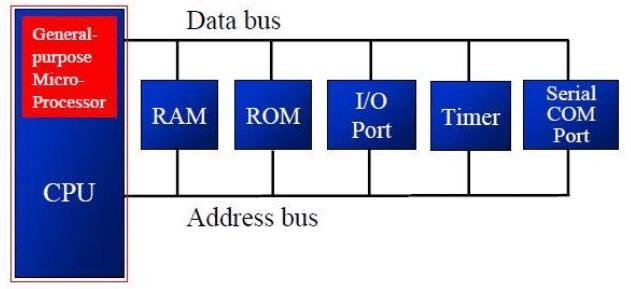 Data bus
General-
purpose
Micro-
Processor
RAM
ROM
I/O
Port
Timer
Serial
COM
Port
CPU
Address bus